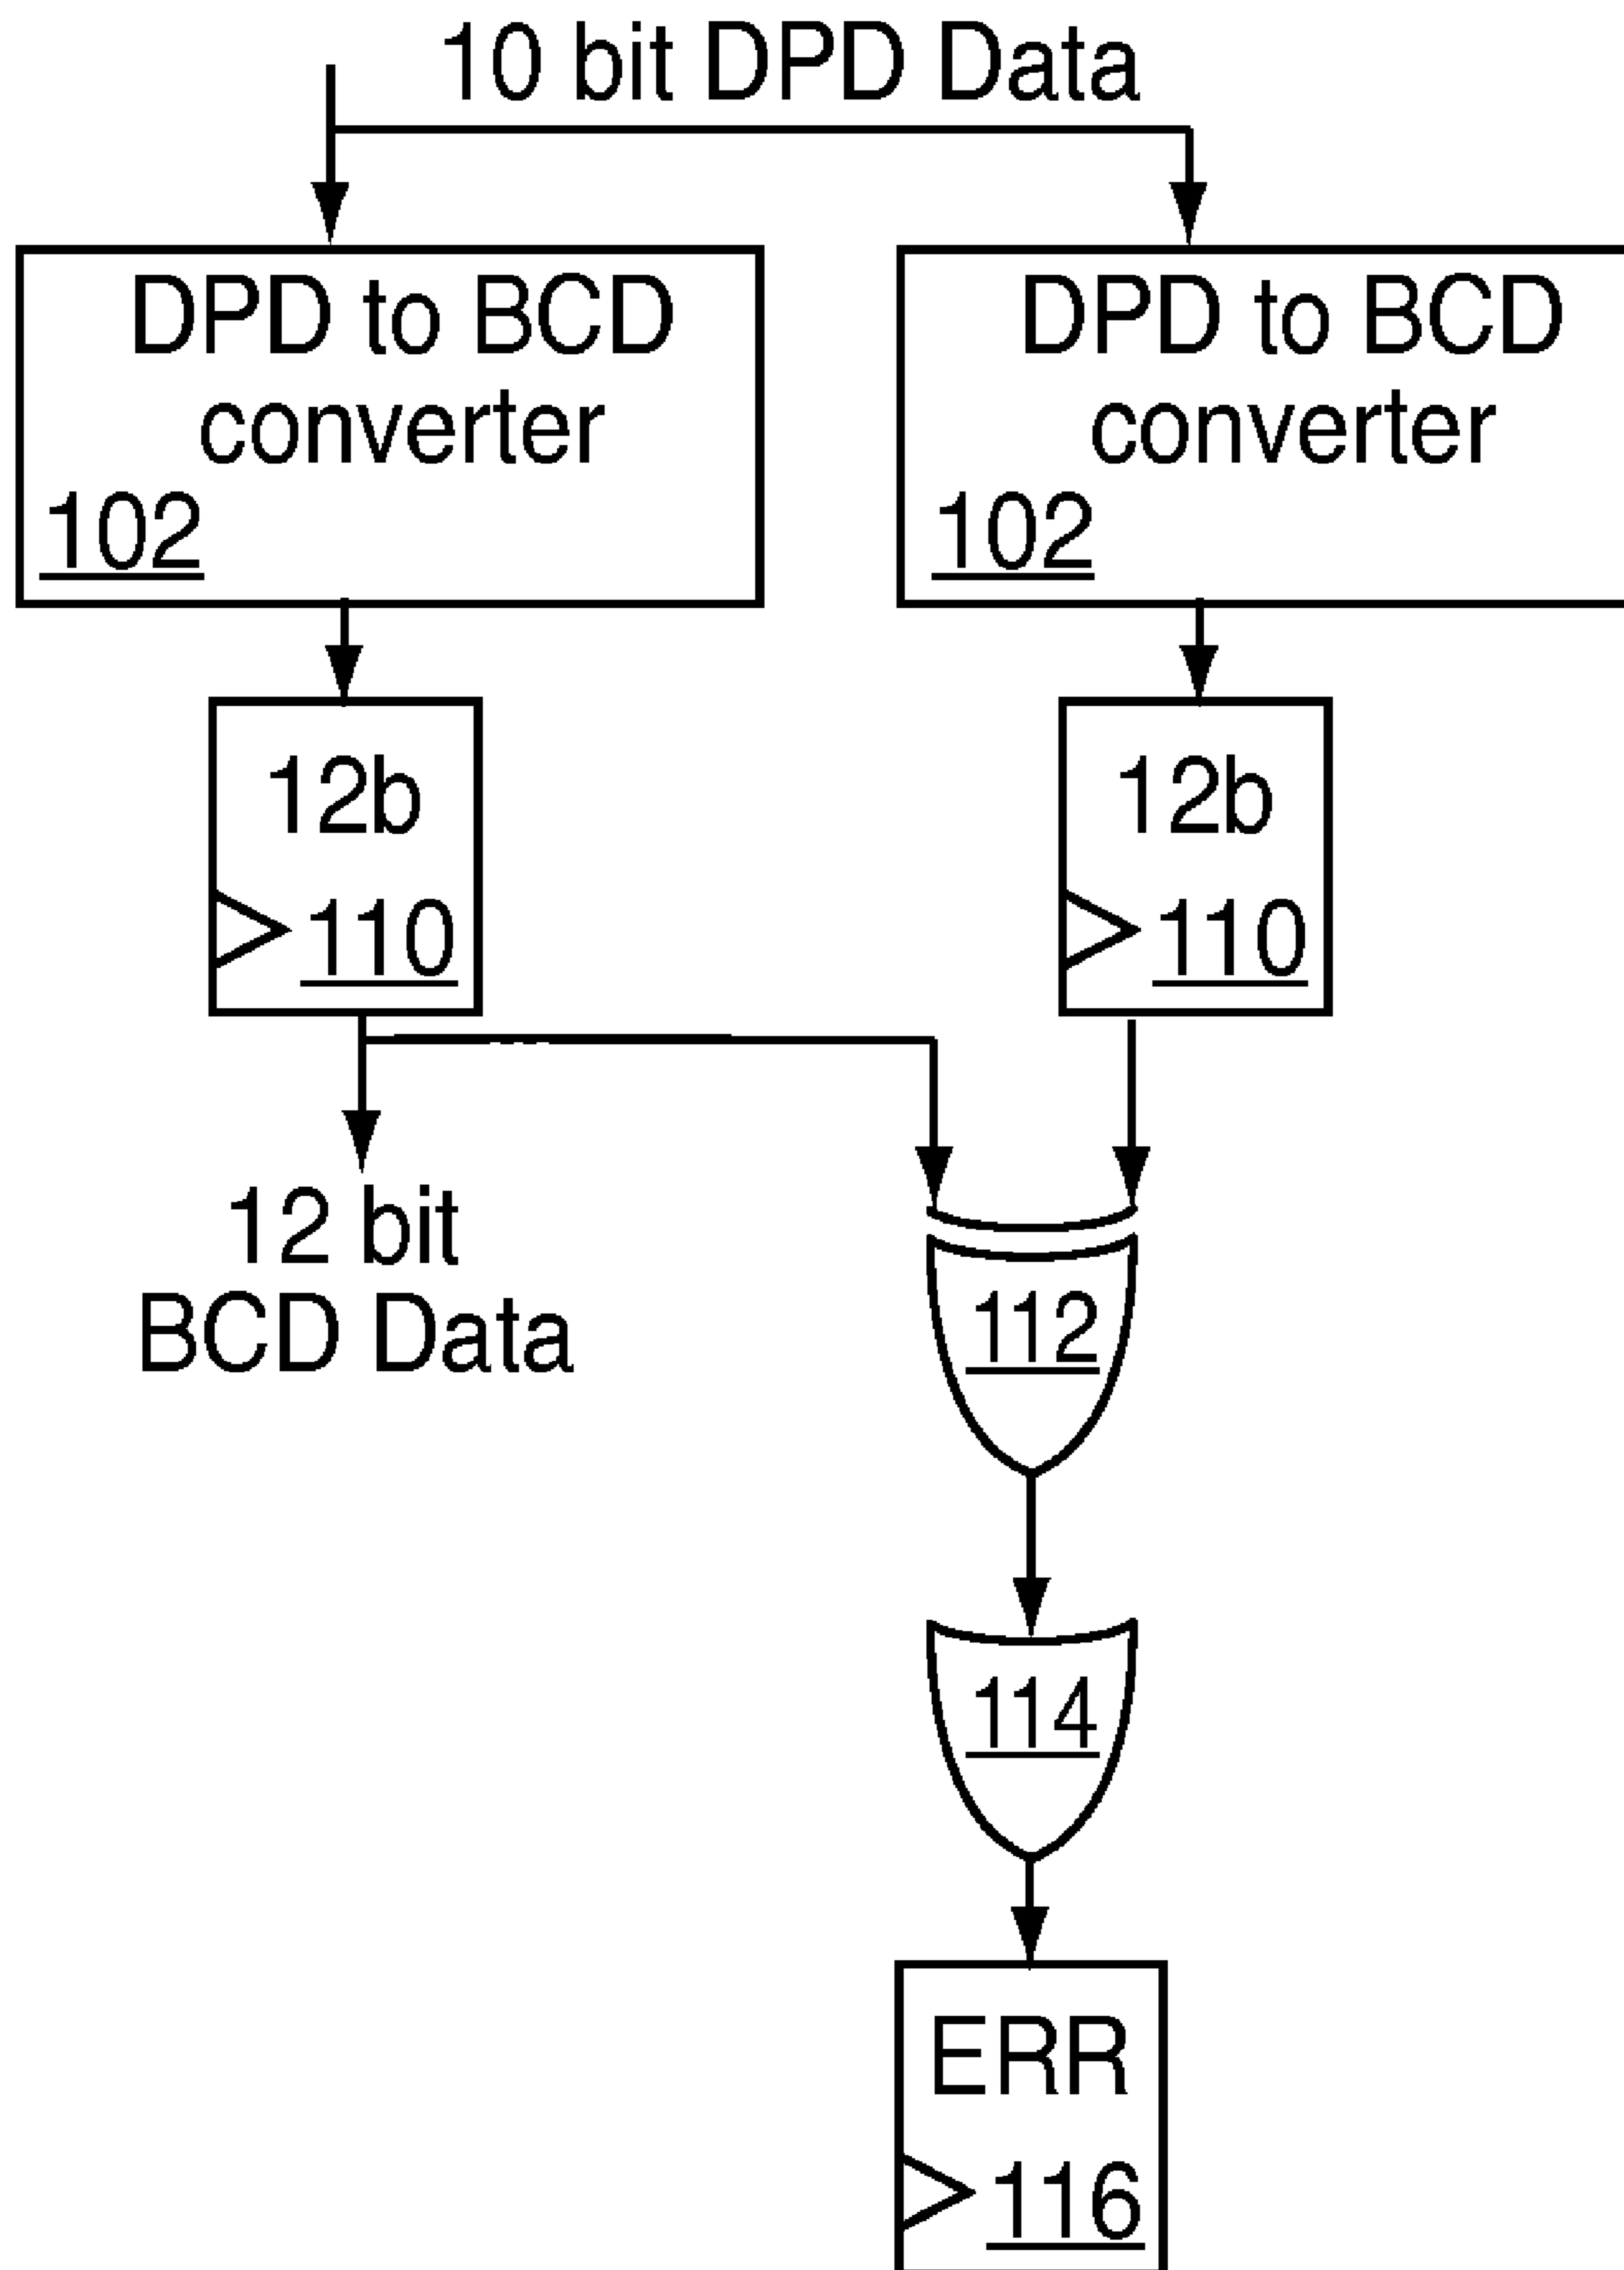 10 bit DPD Data
DPD to BCD
converter
102
DPD to BCD
converter
102
12b
110
12b
110
12 bit
BCD Data
112
114
ERR
116